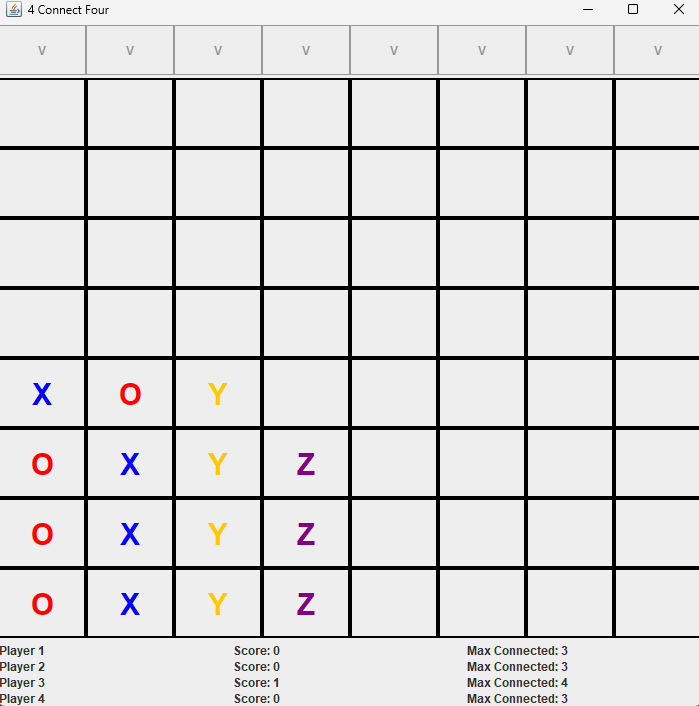 4 Connect Four
v v v v v v v v
X O Y
O X Y Z
O X Y Z
O X Y Z
Player 1 Score: 0 Max Connected: 3
Player 2 Score: 0 Max Connected: 3
Player 3 Score: 1 Max Connected: 4
Player 4 Score: 0 Max Connected: 3